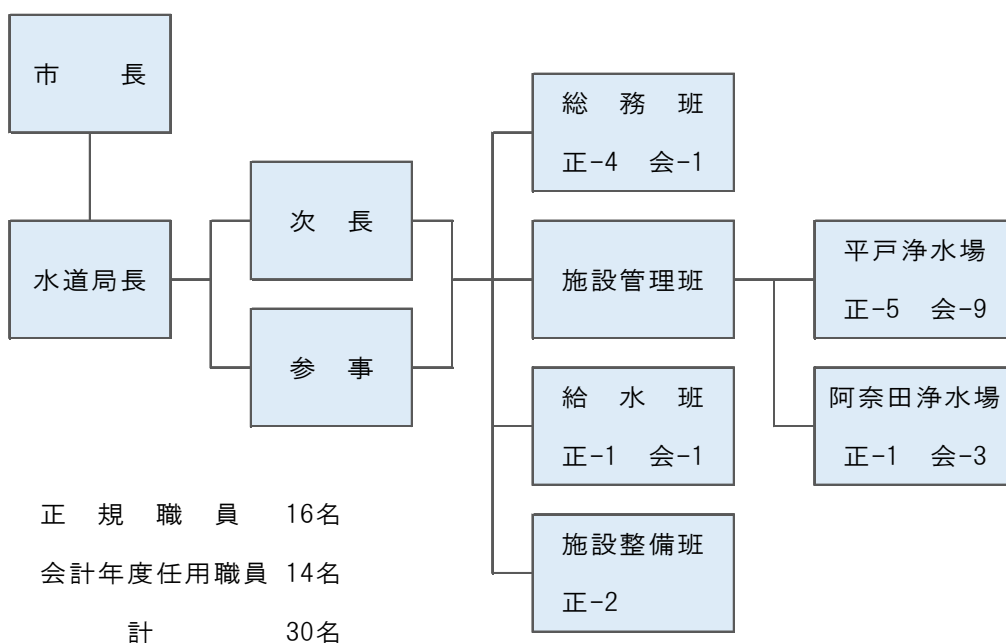 市　　長
水道局長
次　長
参　事
総　務　班
正-4　会-1
施設管理班
平戸浄水場
正-5　会-9
阿奈田浄水場
正-1　会-3
給　水　班
正-1　会-1
施設整備班
正-2
正　規　職　員　16名
会計年度任用職員 14名
計　　　　30名